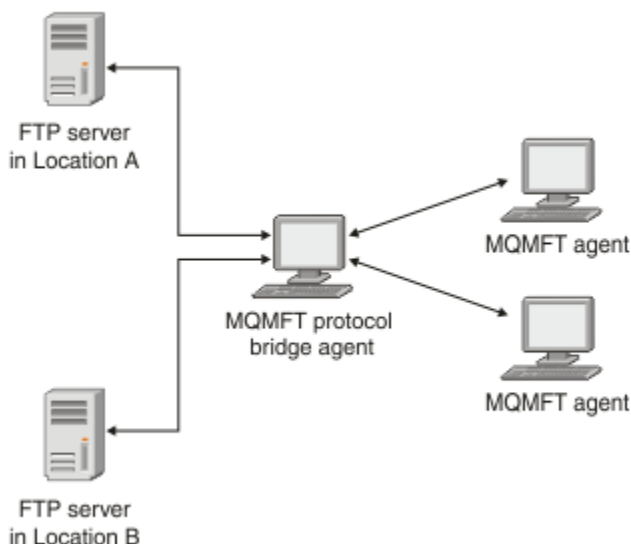 FTP server
in Location A
MQMFT agent
MQMFT protocol
bridge agent
MQMFT agent
FTP server
in Location B